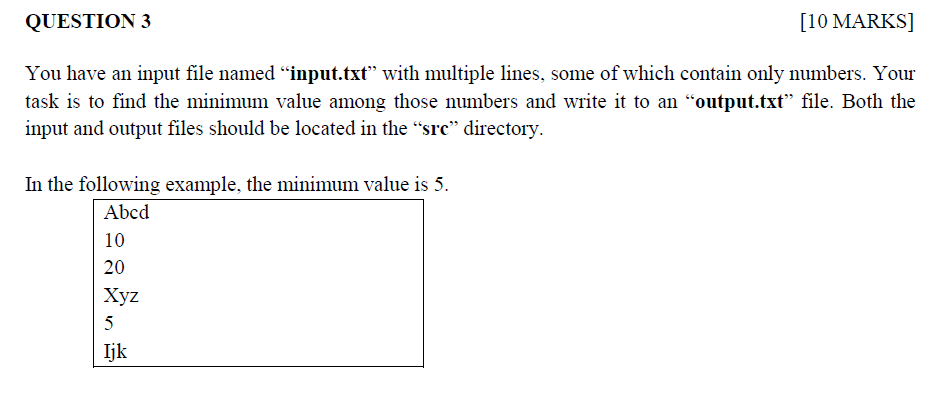 QUESTION 3 [10 MARKS]
You have an input file named “input.txt” with multiple lines, some of which contain only numbers. Your
task is to find the minimum value among those numbers and write it to an “output.txt” file. Both the
input and output files should be located in the “src” directory.
In the following example, the minimum value is 5.
Abcd
10
20
Xyz
5
Ijk